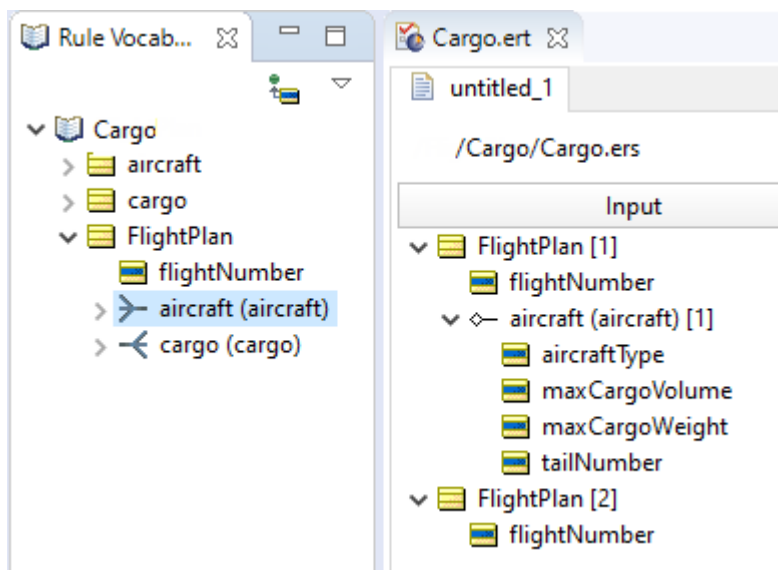 Rule Vocab...
Cargo
aircraft
cargo
FlightPlan
flightNumber
aircraft (aircraft)
cargo (cargo)
Cargo.ert
untitled_1
/Cargo/Cargo.ers
Input
FlightPlan [1]
flightNumber
aircraft (aircraft) [1]
aircraftType
maxCargoVolume
maxCargoWeight
tailNumber
FlightPlan [2]
flightNumber